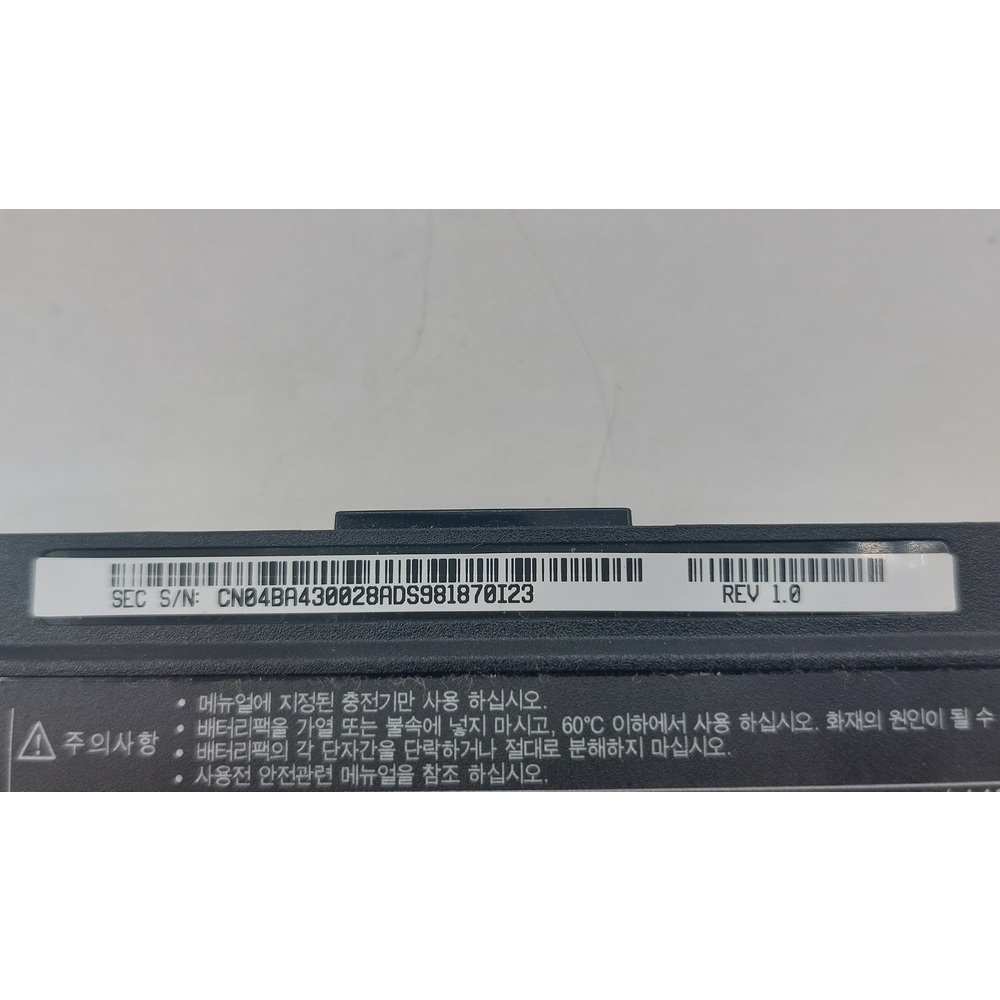 SEC S/N: CN04BA430028ADS981870I23 REV 1.0
• 메뉴얼에 지정된 충전기만 사용 하십시오.
주의사항 • 배터리팩을 가열 또는 불속에 넣지 마시고, 60°C 이하에서 사용 하십시오. 화재의 원인이 될 수
• 배터리팩의 각 단자간을 단락하거나 절대로 분해하지 마십시오.
• 사용전 안전관련 메뉴얼을 참조 하십시오.